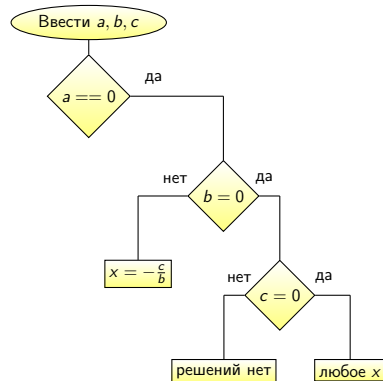 Ввести a, b, c
да
a == 0
нет
да
b = 0
x = −c/b
нет
да
c = 0
решений нет
любое x